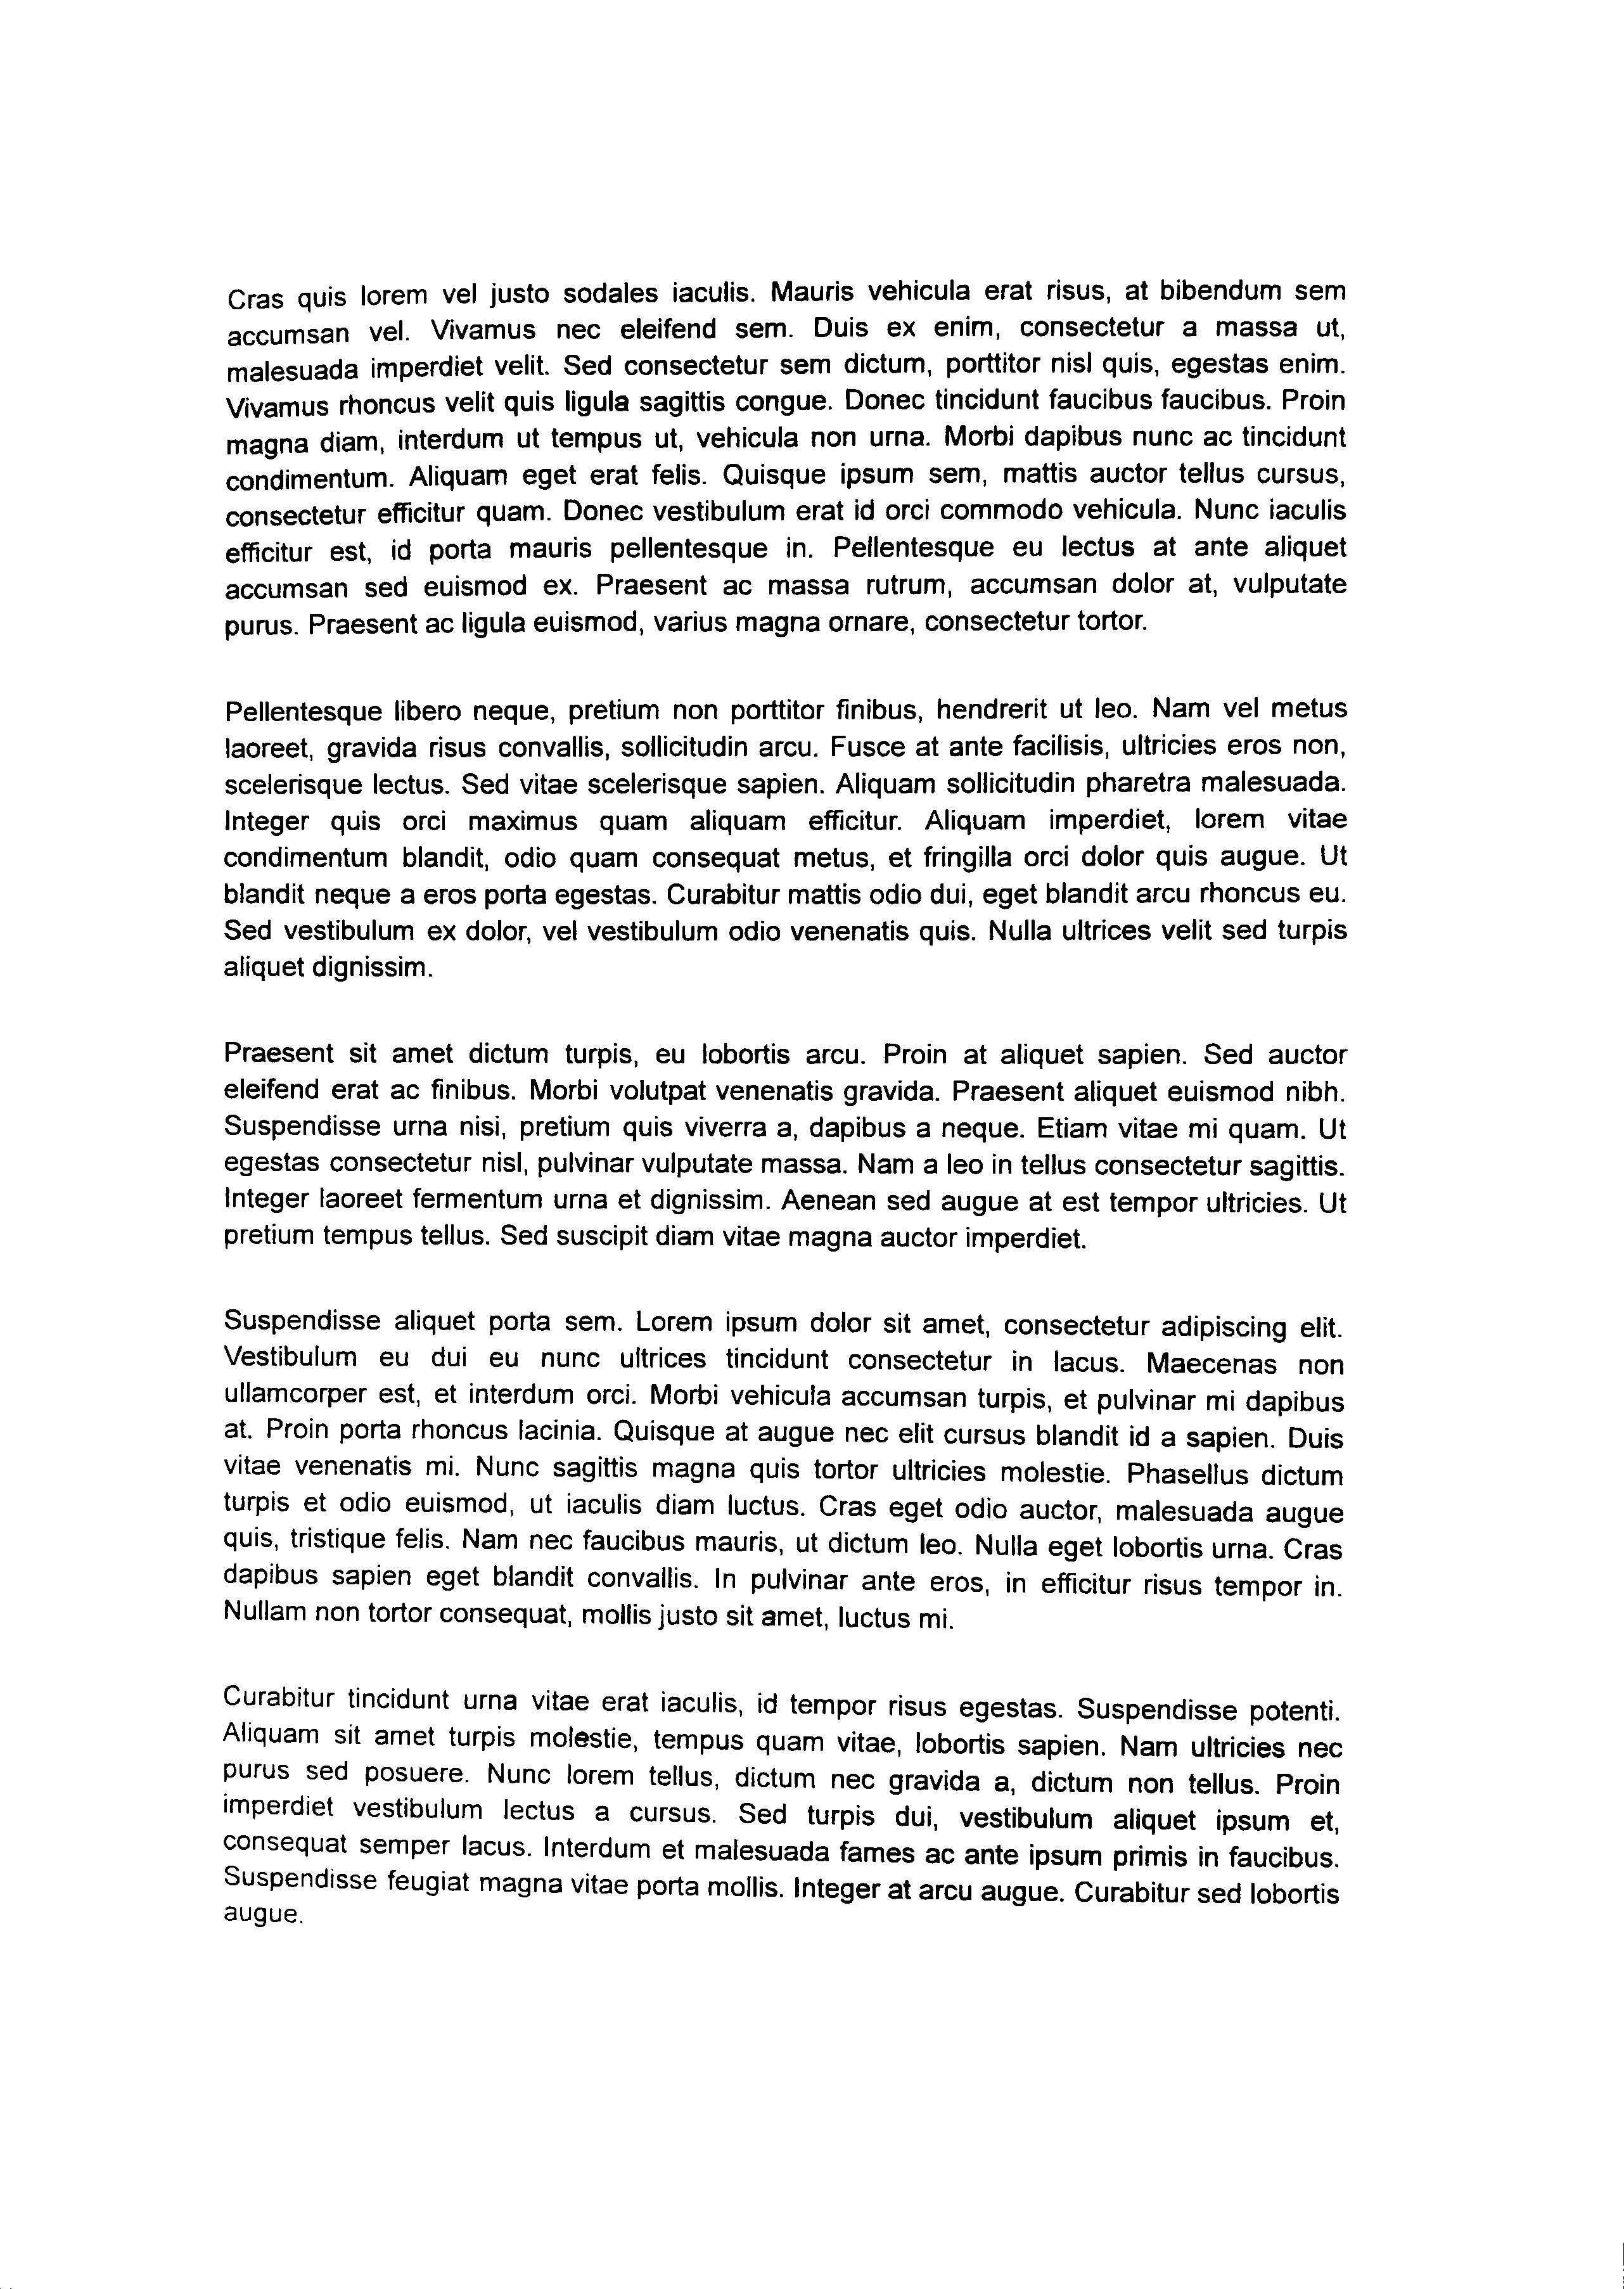 Cras quis lorem vel justo sodales iaculis. Mauris vehicula erat risus, at bibendum sem
accumsan vel. Vivamus nec eleifend sem. Duis ex enim, consectetur a massa ut,
malesuada imperdiet velit. Sed consectetur sem dictum, porttitor nisl quis, egestas enim.
Vivamus rhoncus velit quis ligula sagittis congue. Donec tincidunt faucibus faucibus. Proin
magna diam, interdum ut tempus ut, vehicula non urna. Morbi dapibus nunc ac tincidunt
condimentum. Aliquam eget erat felis. Quisque ipsum sem, mattis auctor tellus cursus,
consectetur efficitur quam. Donec vestibulum erat id orci commodo vehicula. Nunc iaculis
efficitur est, id porta mauris pellentesque in. Pellentesque eu lectus at ante aliquet
accumsan sed euismod ex. Praesent ac massa rutrum, accumsan dolor at, vulputate
purus. Praesent ac ligula euismod, varius magna ornare, consectetur tortor.
Pellentesque libero neque, pretium non porttitor finibus, hendrerit ut leo. Nam vel metus
laoreet, gravida risus convallis, sollicitudin arcu. Fusce at ante facilisis, ultricies eros non,
scelerisque lectus. Sed vitae scelerisque sapien. Aliquam sollicitudin pharetra malesuada.
Integer quis orci maximus quam aliquam efficitur. Aliquam imperdiet, lorem vitae
condimentum blandit, odio quam consequat metus, et fringilla orci dolor quis augue. Ut
blandit neque a eros porta egestas. Curabitur mattis odio dui, eget blandit arcu rhoncus eu.
Sed vestibulum ex dolor, vel vestibulum odio venenatis quis. Nulla ultrices velit sed turpis
aliquet dignissim.
Praesent sit amet dictum turpis, eu lobortis arcu. Proin at aliquet sapien. Sed auctor
eleifend erat ac finibus. Morbi volutpat venenatis gravida. Praesent aliquet euismod nibh.
Suspendisse urna nisi, pretium quis viverra a, dapibus a neque. Etiam vitae mi quam. Ut
egestas consectetur nisl, pulvinar vulputate massa. Nam a leo in tellus consectetur sagittis.
Integer laoreet fermentum urna et dignissim. Aenean sed augue at est tempor ultricies. Ut
pretium tempus tellus. Sed suscipit diam vitae magna auctor imperdiet.
Suspendisse aliquet porta sem. Lorem ipsum dolor sit amet, consectetur adipiscing elit.
Vestibulum eu dui eu nunc ultrices tincidunt consectetur in lacus. Maecenas non
ullamcorper est, et interdum orci. Morbi vehicula accumsan turpis, et pulvinar mi dapibus
at. Proin porta rhoncus lacinia. Quisque at augue nec elit cursus blandit id a sapien. Duis
vitae venenatis mi. Nunc sagittis magna quis tortor ultricies molestie. Phasellus dictum
turpis et odio euismod, ut iaculis diam luctus. Cras eget odio auctor, malesuada augue
quis, tristique felis. Nam nec faucibus mauris, ut dictum leo. Nulla eget lobortis urna. Cras
dapibus sapien eget blandit convallis. In pulvinar ante eros, in efficitur risus tempor in.
Nullam non tortor consequat, mollis justo sit amet, luctus mi.
Curabitur tincidunt urna vitae erat iaculis, id tempor risus egestas. Suspendisse potenti.
Aliquam sit amet turpis molestie, tempus quam vitae, lobortis sapien. Nam ultricies nec
purus sed posuere. Nunc lorem tellus, dictum nec gravida a, dictum non tellus. Proin
imperdiet vestibulum lectus a cursus. Sed turpis dui, vestibulum aliquet ipsum et,
consequat semper lacus. Interdum et malesuada fames ac ante ipsum primis in faucibus.
Suspendisse feugiat magna vitae porta mollis. Integer at arcu augue. Curabitur sed lobortis
augue.